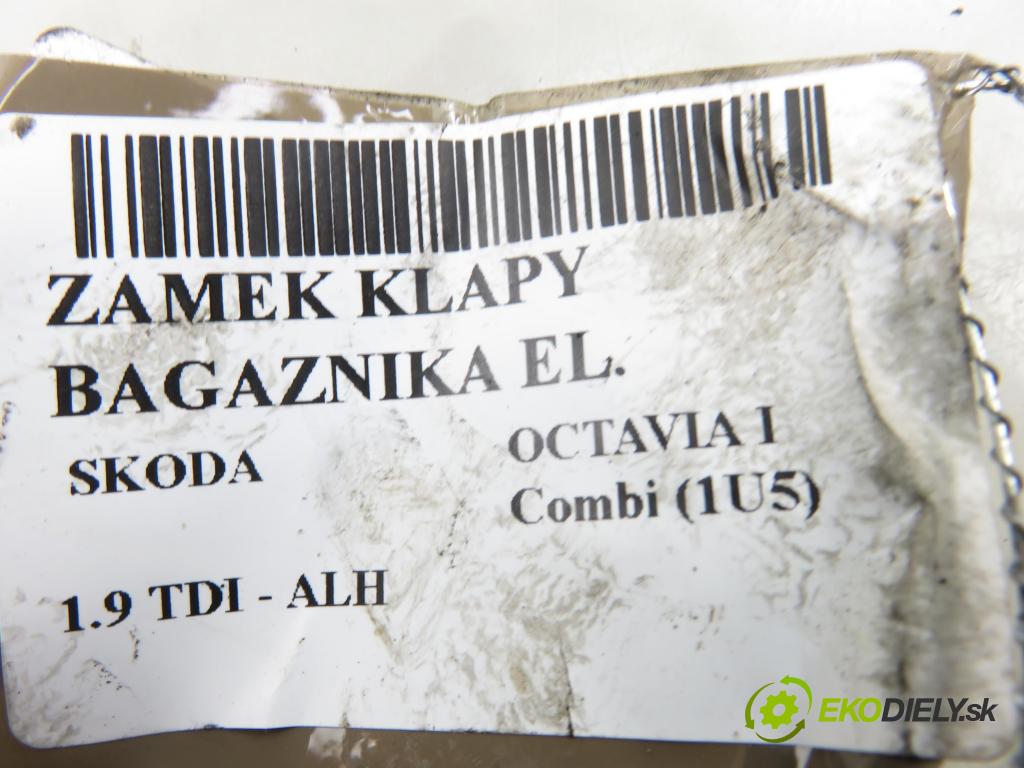 ZAMEK KLAPY
BAGAZNIKA EL.
SKODA
OCTAVIA I
Combi (1U5)
1.9 TDI - ALH
EKODIELY.sk